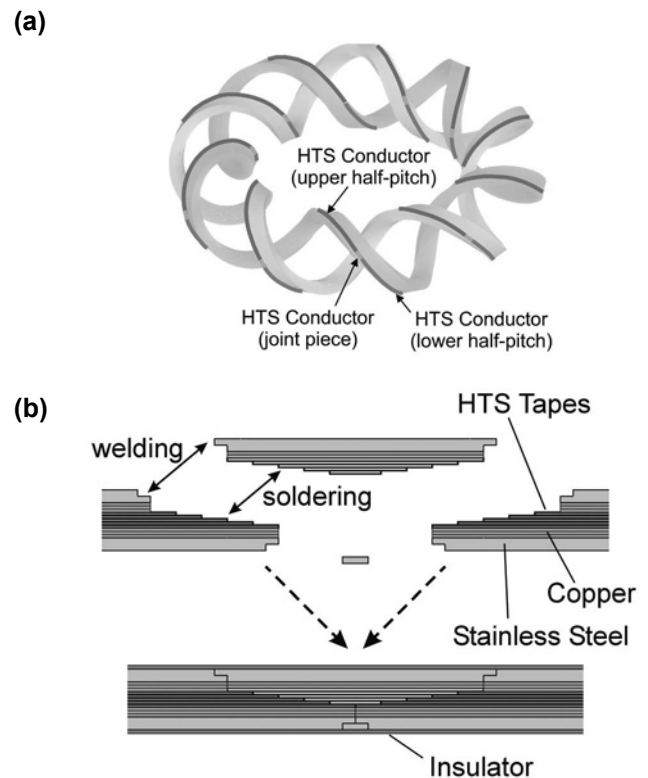 (a)
HTS Conductor
(upper half-pitch)
HTS Conductor
(joint piece)
HTS Conductor
(lower half-pitch)
(b)
HTS Tapes
welding
soldering
Copper
Stainless Steel
Insulator